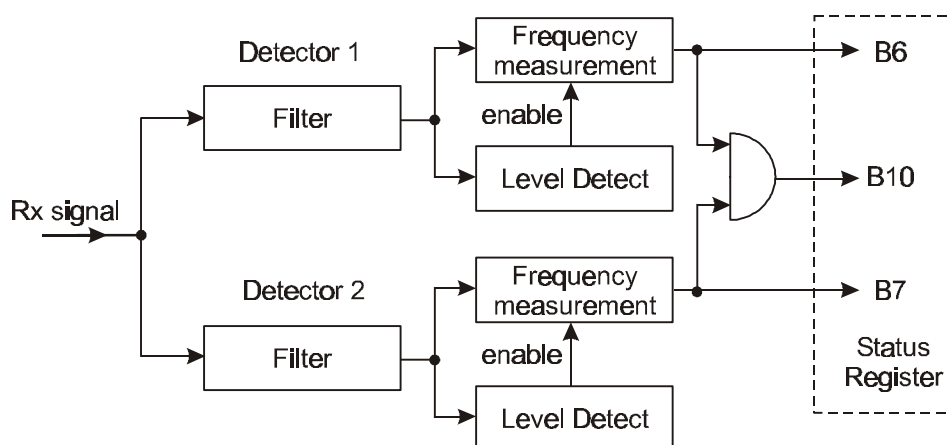 Detector 1
Filter
Frequency
measurement
enable
Level Detect
B6
B10
Rx signal
Detector 2
Filter
Frequency
measurement
enable
Level Detect
B7
Status
Register